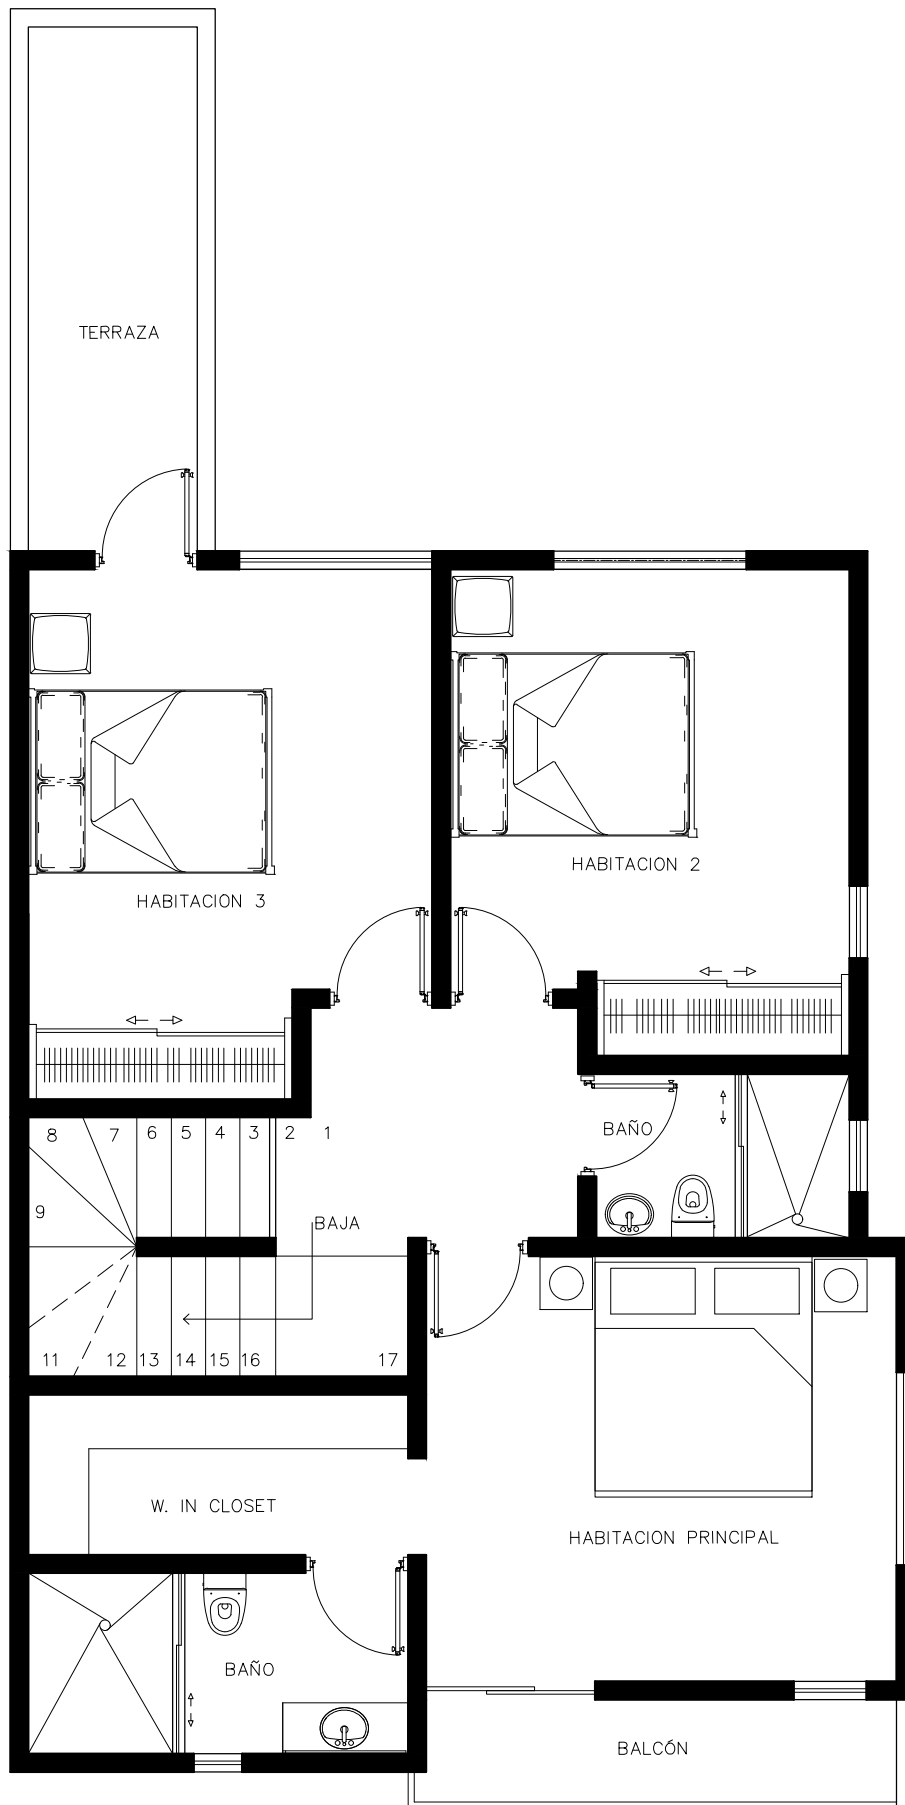 TERRAZA
HABITACION 2
HABITACION 3
BAÑO
8 7 6 5 4 3 2 1
9
BAJA
11 12 13 14 15 16 17
W. IN CLOSET
HABITACION PRINCIPAL
BAÑO
BALCÓN